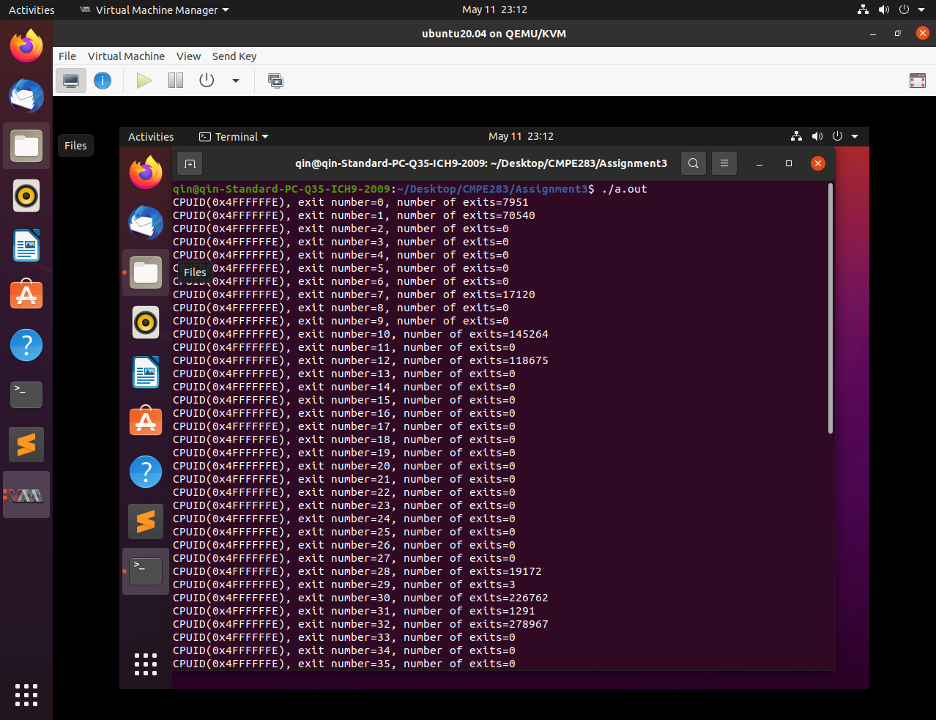 Activities Virtual Machine Manager May 11 23:12
ubuntu20.04 on QEMU/KVM
File Virtual Machine View Send Key
Files
Activities Terminal May 11 23:12
qin@qin-Standard-PC-Q35-ICH9-2009: ~/Desktop/CMPE283/Assignment3
qin@qin-Standard-PC-Q35-ICH9-2009:~/Desktop/CMPE283/Assignment3$ ./a.out
CPUID(0x4FFFFFFE), exit number=0, number of exits=7951
CPUID(0x4FFFFFFE), exit number=1, number of exits=70540
CPUID(0x4FFFFFFE), exit number=2, number of exits=0
CPUID(0x4FFFFFFE), exit number=3, number of exits=0
CPUID(0x4FFFFFFE), exit number=4, number of exits=0
CPUID(0x4FFFFFFE), exit number=5, number of exits=0
Files
CPUID(0x4FFFFFFE), exit number=6, number of exits=0
CPUID(0x4FFFFFFE), exit number=7, number of exits=17120
CPUID(0x4FFFFFFE), exit number=8, number of exits=0
CPUID(0x4FFFFFFE), exit number=9, number of exits=0
CPUID(0x4FFFFFFE), exit number=10, number of exits=145264
CPUID(0x4FFFFFFE), exit number=11, number of exits=0
CPUID(0x4FFFFFFE), exit number=12, number of exits=118675
CPUID(0x4FFFFFFE), exit number=13, number of exits=0
CPUID(0x4FFFFFFE), exit number=14, number of exits=0
CPUID(0x4FFFFFFE), exit number=15, number of exits=0
CPUID(0x4FFFFFFE), exit number=16, number of exits=0
CPUID(0x4FFFFFFE), exit number=17, number of exits=0
CPUID(0x4FFFFFFE), exit number=18, number of exits=0
CPUID(0x4FFFFFFE), exit number=19, number of exits=0
CPUID(0x4FFFFFFE), exit number=20, number of exits=0
CPUID(0x4FFFFFFE), exit number=21, number of exits=0
CPUID(0x4FFFFFFE), exit number=22, number of exits=0
CPUID(0x4FFFFFFE), exit number=23, number of exits=0
CPUID(0x4FFFFFFE), exit number=24, number of exits=0
CPUID(0x4FFFFFFE), exit number=25, number of exits=0
CPUID(0x4FFFFFFE), exit number=26, number of exits=0
CPUID(0x4FFFFFFE), exit number=27, number of exits=0
CPUID(0x4FFFFFFE), exit number=28, number of exits=19172
CPUID(0x4FFFFFFE), exit number=29, number of exits=3
CPUID(0x4FFFFFFE), exit number=30, number of exits=226762
CPUID(0x4FFFFFFE), exit number=31, number of exits=1291
CPUID(0x4FFFFFFE), exit number=32, number of exits=278967
CPUID(0x4FFFFFFE), exit number=33, number of exits=0
CPUID(0x4FFFFFFE), exit number=34, number of exits=0
CPUID(0x4FFFFFFE), exit number=35, number of exits=0